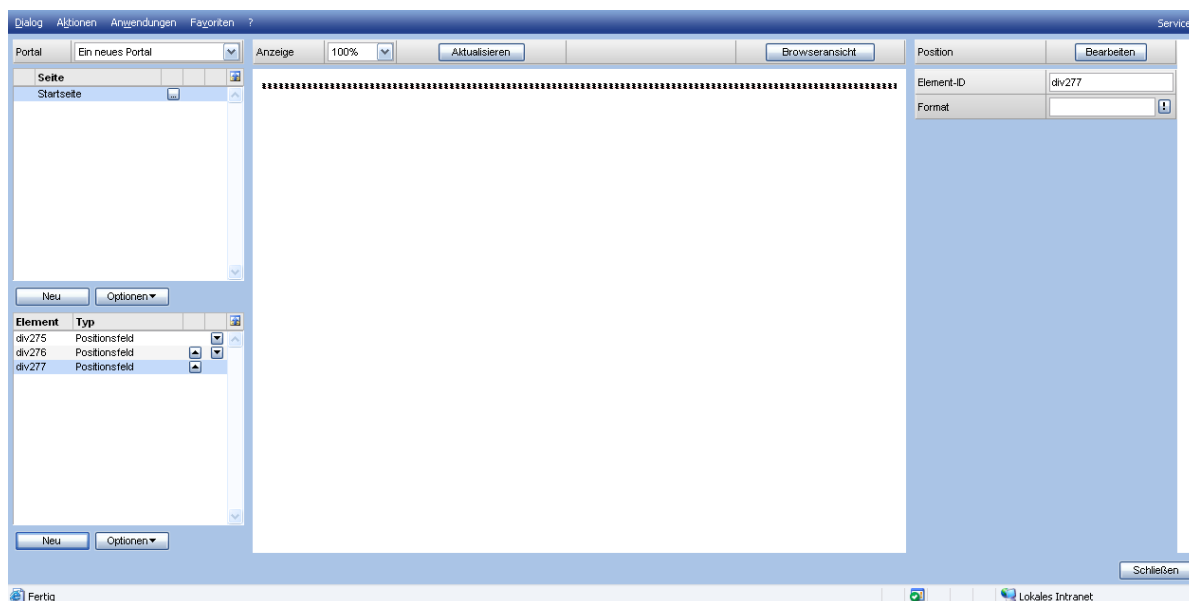 Dialog Aktionen Anwendungen Favoriten ? Service
Portal Ein neues Portal Anzeige 100% Aktualisieren Browseransicht Position Bearbeiten
Seite
Startseite ...
Element-ID div277
Format !
Neu Optionen
Element Typ
div275 Positionsfeld
div276 Positionsfeld
div277 Positionsfeld
Neu Optionen
Schließen
Fertig Lokales Intranet